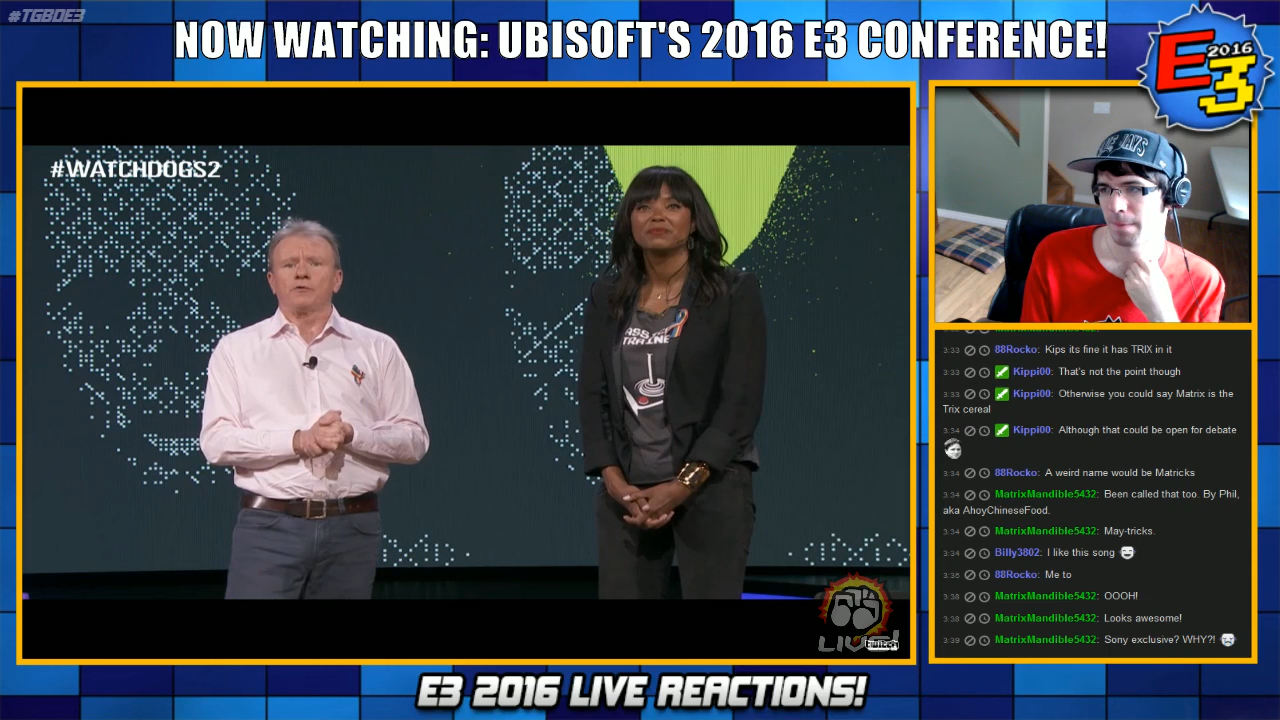 #TGBDE3
NOW WATCHING: UBISOFT'S 2016 E3 CONFERENCE!
E3
2016
#WATCHDOGS2
JAYS
3:33 88Rocko: Kips its fine it has TRIX in it
3:33 Kippi00: That's not the point though
3:33 Kippi00: Otherwise you could say Matrix is the
Trix cereal
3:34 Kippi00: Although that could be open for debate
3:34 88Rocko: A weird name would be Matricks
3:34 MatrixMandible5432: Been called that too. By Phil,
aka AhoyChineseFood.
3:34 MatrixMandible5432: May-tricks.
3:34 Billy3802: I like this song
3:35 88Rocko: Me to
3:38 MatrixMandible5432: OOOH!
3:38 MatrixMandible5432: Looks awesome!
3:39 MatrixMandible5432: Sony exclusive? WHY?!
LIVE!
twitch
E3 2016 LIVE REACTIONS!